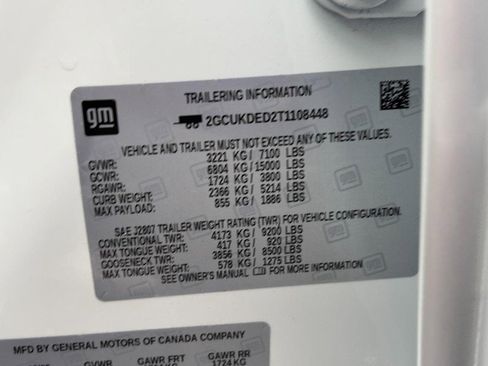 gm
TRAILERING INFORMATION
2GCUKDED2T1108448
VEHICLE AND TRAILER MUST NOT EXCEED ANY OF THESE VALUES.
GVWR: 3221 KG / 7100 LBS
GCWR: 6804 KG / 15000 LBS
RGAWR: 1724 KG / 3800 LBS
CURB WEIGHT: 2366 KG / 5214 LBS
MAX PAYLOAD: 855 KG / 1886 LBS
SAE J2807 TRAILER WEIGHT RATING (TWR) FOR VEHICLE CONFIGURATION.
CONVENTIONAL TWR: 4173 KG / 9200 LBS
MAX TONGUE WEIGHT: 417 KG / 920 LBS
GOOSENECK TWR: 3856 KG / 8500 LBS
MAX TONGUE WEIGHT: 578 KG / 1275 LBS
SEE OWNER'S MANUAL FOR MORE INFORMATION
MFD BY GENERAL MOTORS OF CANADA COMPANY
GVWR GAWR FRT GAWR RR
1724 KG